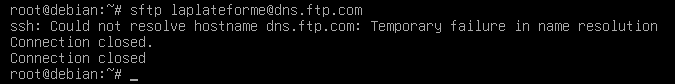 root@debian:~# sftp laplateforme@dns.ftp.com
ssh: Could not resolve hostname dns.ftp.com: Temporary failure in name resolution
Connection closed.
Connection closed
root@debian:~# _